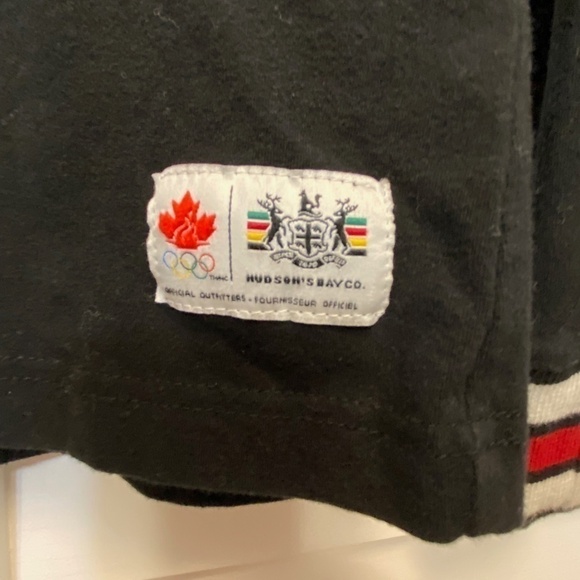 HUDSON'S BAY CO.
OFFICIAL OUTFITTERS • FOURNISSEUR OFFICIEL